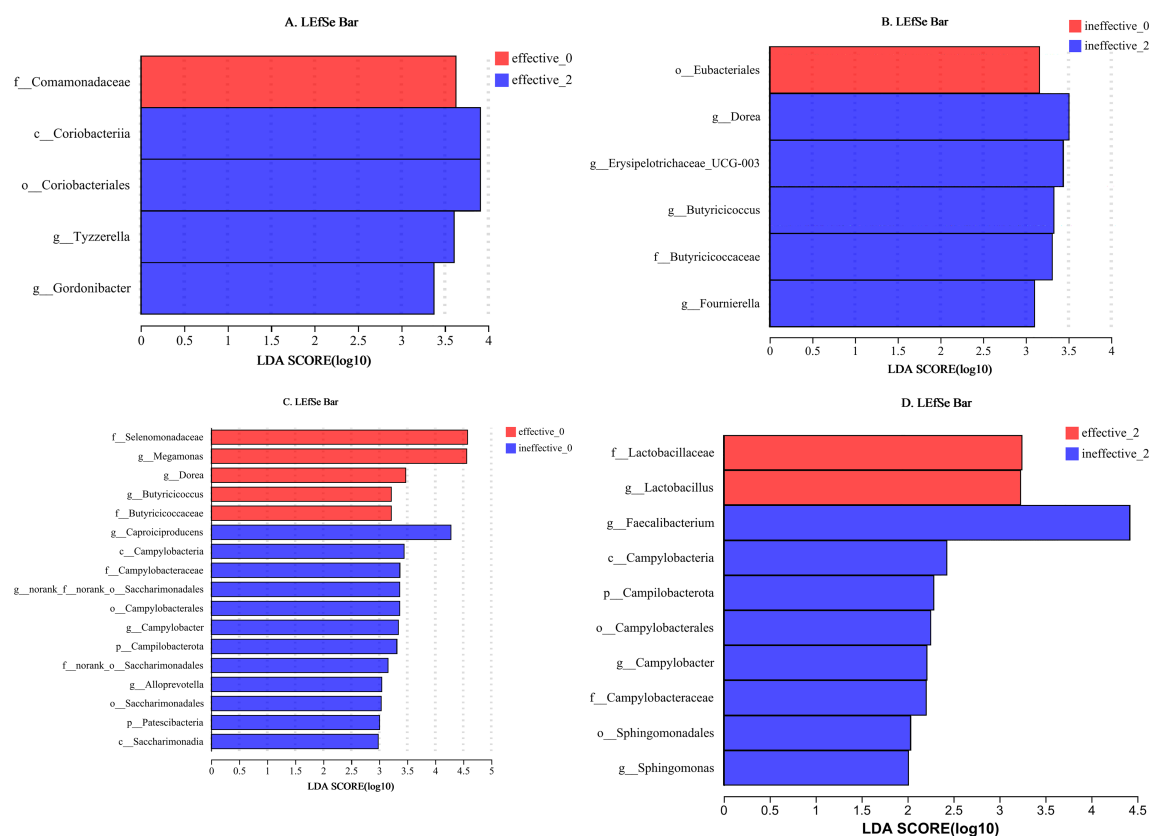 A. LEfSe Bar
effective_0
effective_2
f__Comamonadaceae
c__Coriobacteriia
o__Coriobacteriales
g__Tyzzerella
g__Gordonibacter
0 0.5 1 1.5 2 2.5 3 3.5 4
LDA SCORE(log10)
B. LEfSe Bar
ineffective_0
ineffective_2
o__Eubacteriales
g__Dorea
g__Erysipelotrichaceae_UCG-003
g__Butyricicoccus
f__Butyricicoccaceae
g__Fournierella
0 0.5 1 1.5 2 2.5 3 3.5 4
LDA SCORE(log10)
C. LEfSe Bar
effective_0
ineffective_0
f__Selenomonadaceae
g__Megamonas
g__Dorea
g__Butyricicoccus
f__Butyricicoccaceae
g__Caproiciproducens
c__Campylobacteria
f__Campylobacteraceae
g__norank_f__norank_o__Saccharimonadales
o__Campylobacterales
g__Campylobacter
p__Campilobacterota
f__norank_o__Saccharimonadales
g__Alloprevotella
o__Saccharimonadales
p__Patescibacteria
c__Saccharimonadia
0 0.5 1 1.5 2 2.5 3 3.5 4 4.5 5
LDA SCORE(log10)
D. LEfSe Bar
effective_2
ineffective_2
f__Lactobacillaceae
g__Lactobacillus
g__Faecalibacterium
c__Campylobacteria
p__Campilobacterota
o__Campylobacterales
g__Campylobacter
f__Campylobacteraceae
o__Sphingomonadales
g__Sphingomonas
0 0.5 1 1.5 2 2.5 3 3.5 4 4.5
LDA SCORE(log10)